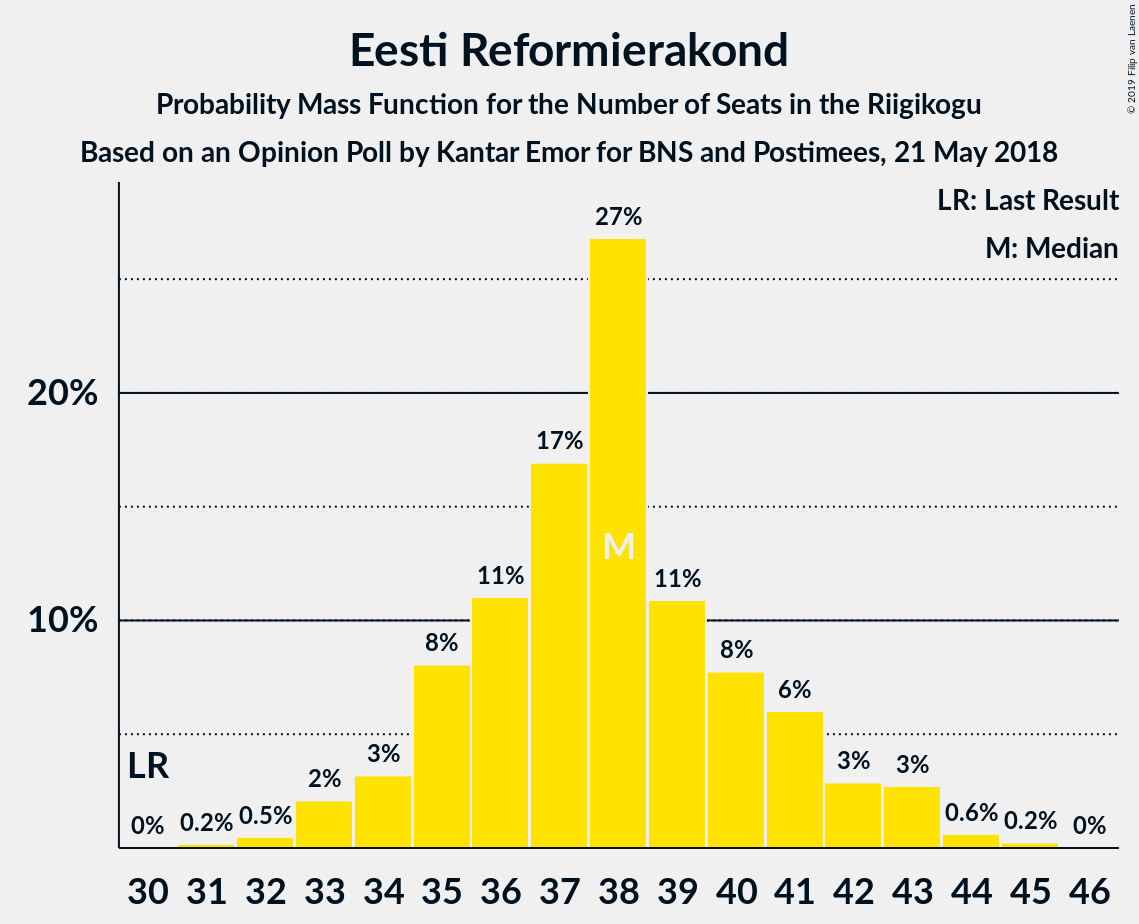 Eesti Reformierakond
Probability Mass Function for the Number of Seats in the Riigikogu
Based on an Opinion Poll by Kantar Emor for BNS and Postimees, 21 May 2018
© 2019 Filip van Laenen
LR: Last Result
M: Median
27%
20%
17%
M
11%
11%
10%
8%
8%
6%
LR
3%
3%
3%
2%
0%
0.2%
0.5%
0.6%
0.2%
0%
30 31 32 33 34 35 36 37 38 39 40 41 42 43 44 45 46